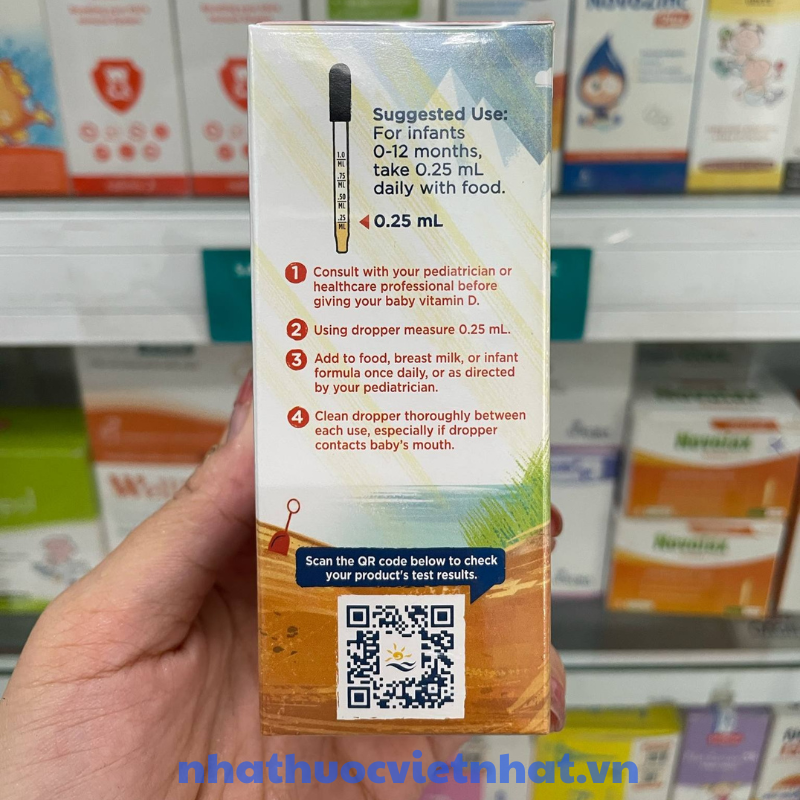 NovoZinc
Suggested Use:
For infants
0-12 months,
take 0.25 mL
daily with food.
1.0
ML
.75
ML
.50
ML
.25
ML
0.25 mL
1 Consult with your pediatrician or
healthcare professional before
giving your baby vitamin D.
2 Using dropper measure 0.25 mL.
3 Add to food, breast milk, or infant
formula once daily, or as directed
by your pediatrician.
4 Clean dropper thoroughly between
each use, especially if dropper
contacts baby's mouth.
Scan the QR code below to check
your product's test results.
Novolax
Novolax
nhathuocvietnhat.vn